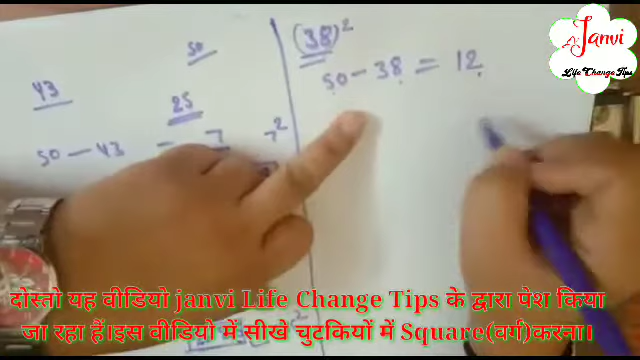 50
43
25
50 - 43 = 7 7²
(38)²
50 - 38 = 12
Janvi
Life Change Tips
दोस्तो यह वीडियो janvi Life Change Tips के द्वारा पेश किया
जा रहा हैं।इस वीडियो में सीखे चुटकियों में Square(वर्ग)करना।